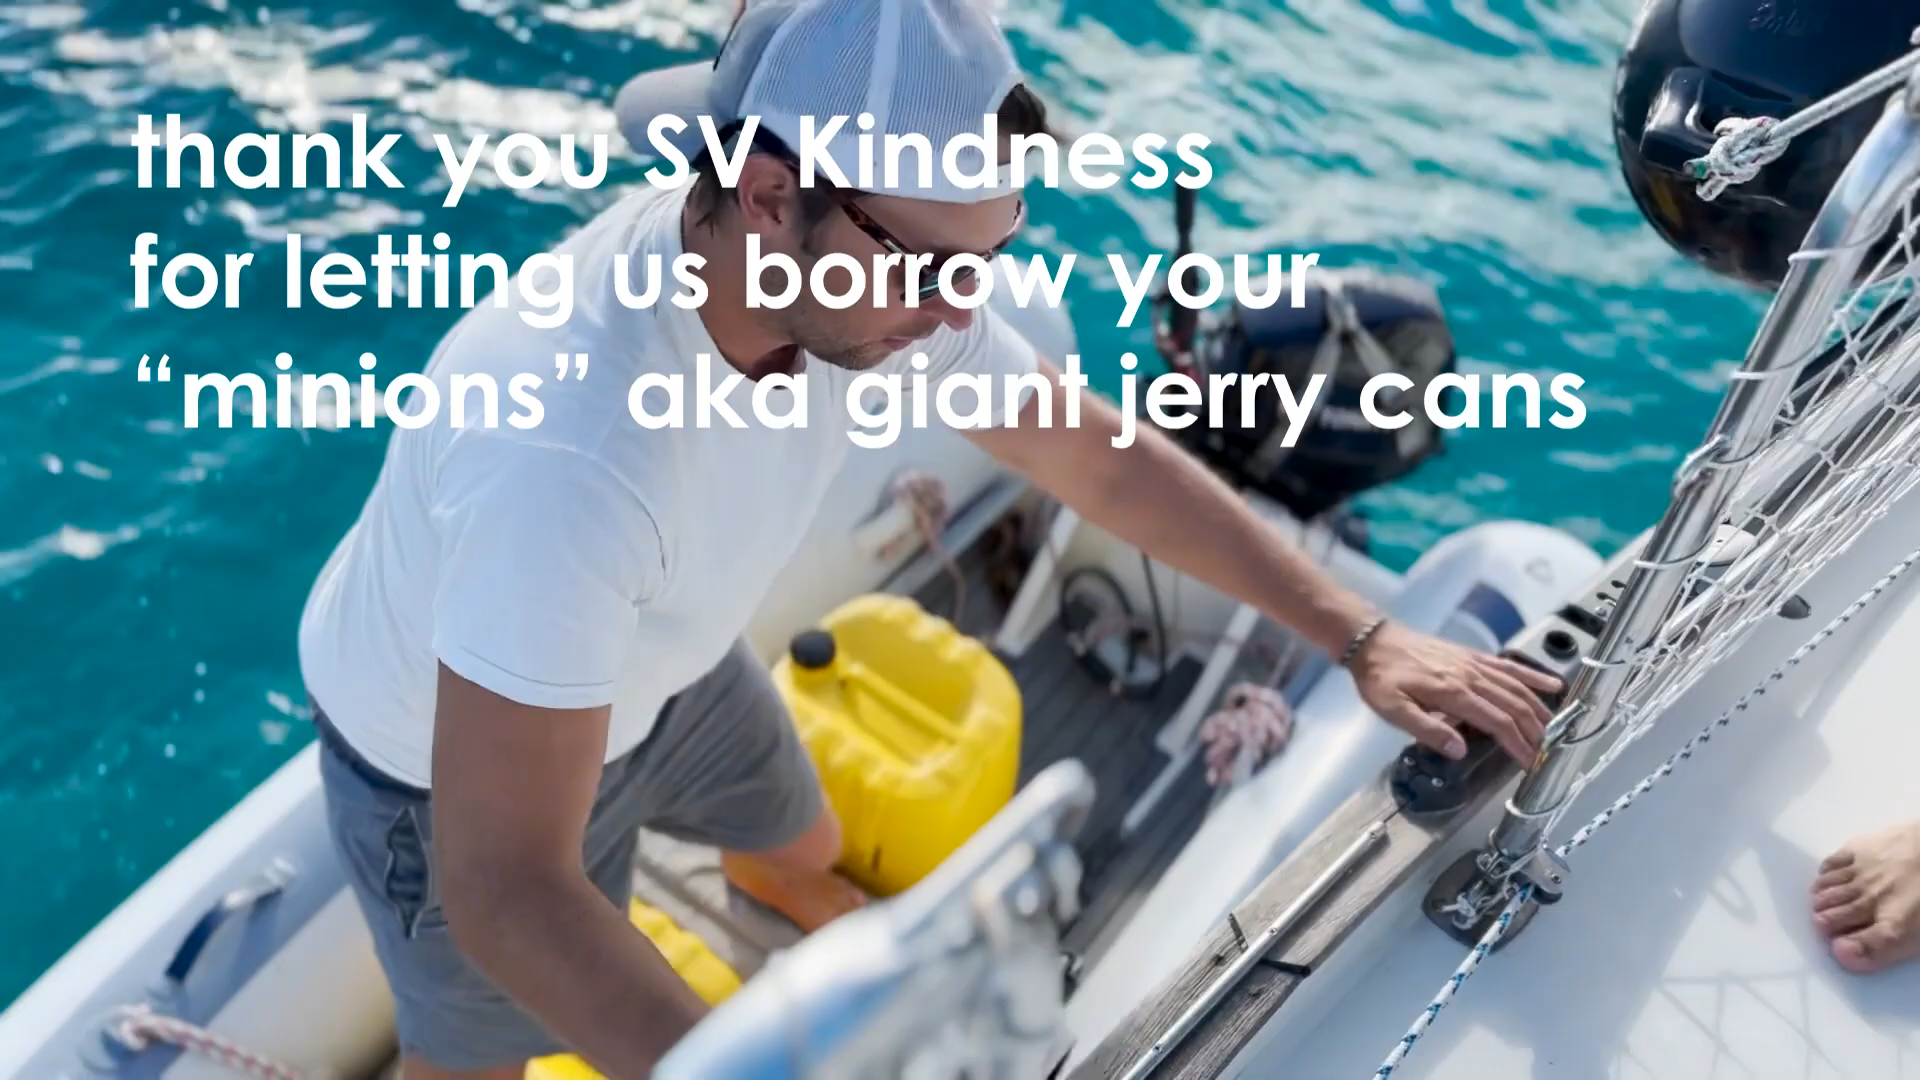 thank you SV Kindness
for letting us borrow your
“minions” aka giant jerry cans